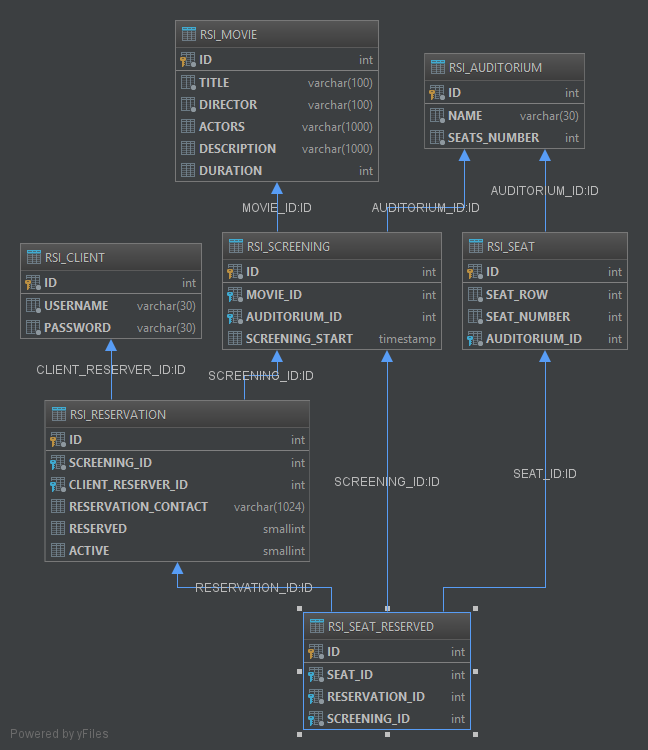 RSI_MOVIE
ID int
TITLE varchar(100)
DIRECTOR varchar(100)
ACTORS varchar(1000)
DESCRIPTION varchar(1000)
DURATION int
RSI_AUDITORIUM
ID int
NAME varchar(30)
SEATS_NUMBER int
MOVIE_ID:ID
AUDITORIUM_ID:ID
AUDITORIUM_ID:ID
RSI_CLIENT
ID int
USERNAME varchar(30)
PASSWORD varchar(30)
RSI_SCREENING
ID int
MOVIE_ID int
AUDITORIUM_ID int
SCREENING_START timestamp
RSI_SEAT
ID int
SEAT_ROW int
SEAT_NUMBER int
AUDITORIUM_ID int
CLIENT_RESERVER_ID:ID
SCREENING_ID:ID
RSI_RESERVATION
ID int
SCREENING_ID int
CLIENT_RESERVER_ID int
RESERVATION_CONTACT varchar(1024)
RESERVED smallint
ACTIVE smallint
SCREENING_ID:ID
SEAT_ID:ID
RESERVATION_ID:ID
RSI_SEAT_RESERVED
ID int
SEAT_ID int
RESERVATION_ID int
SCREENING_ID int
Powered by yFiles